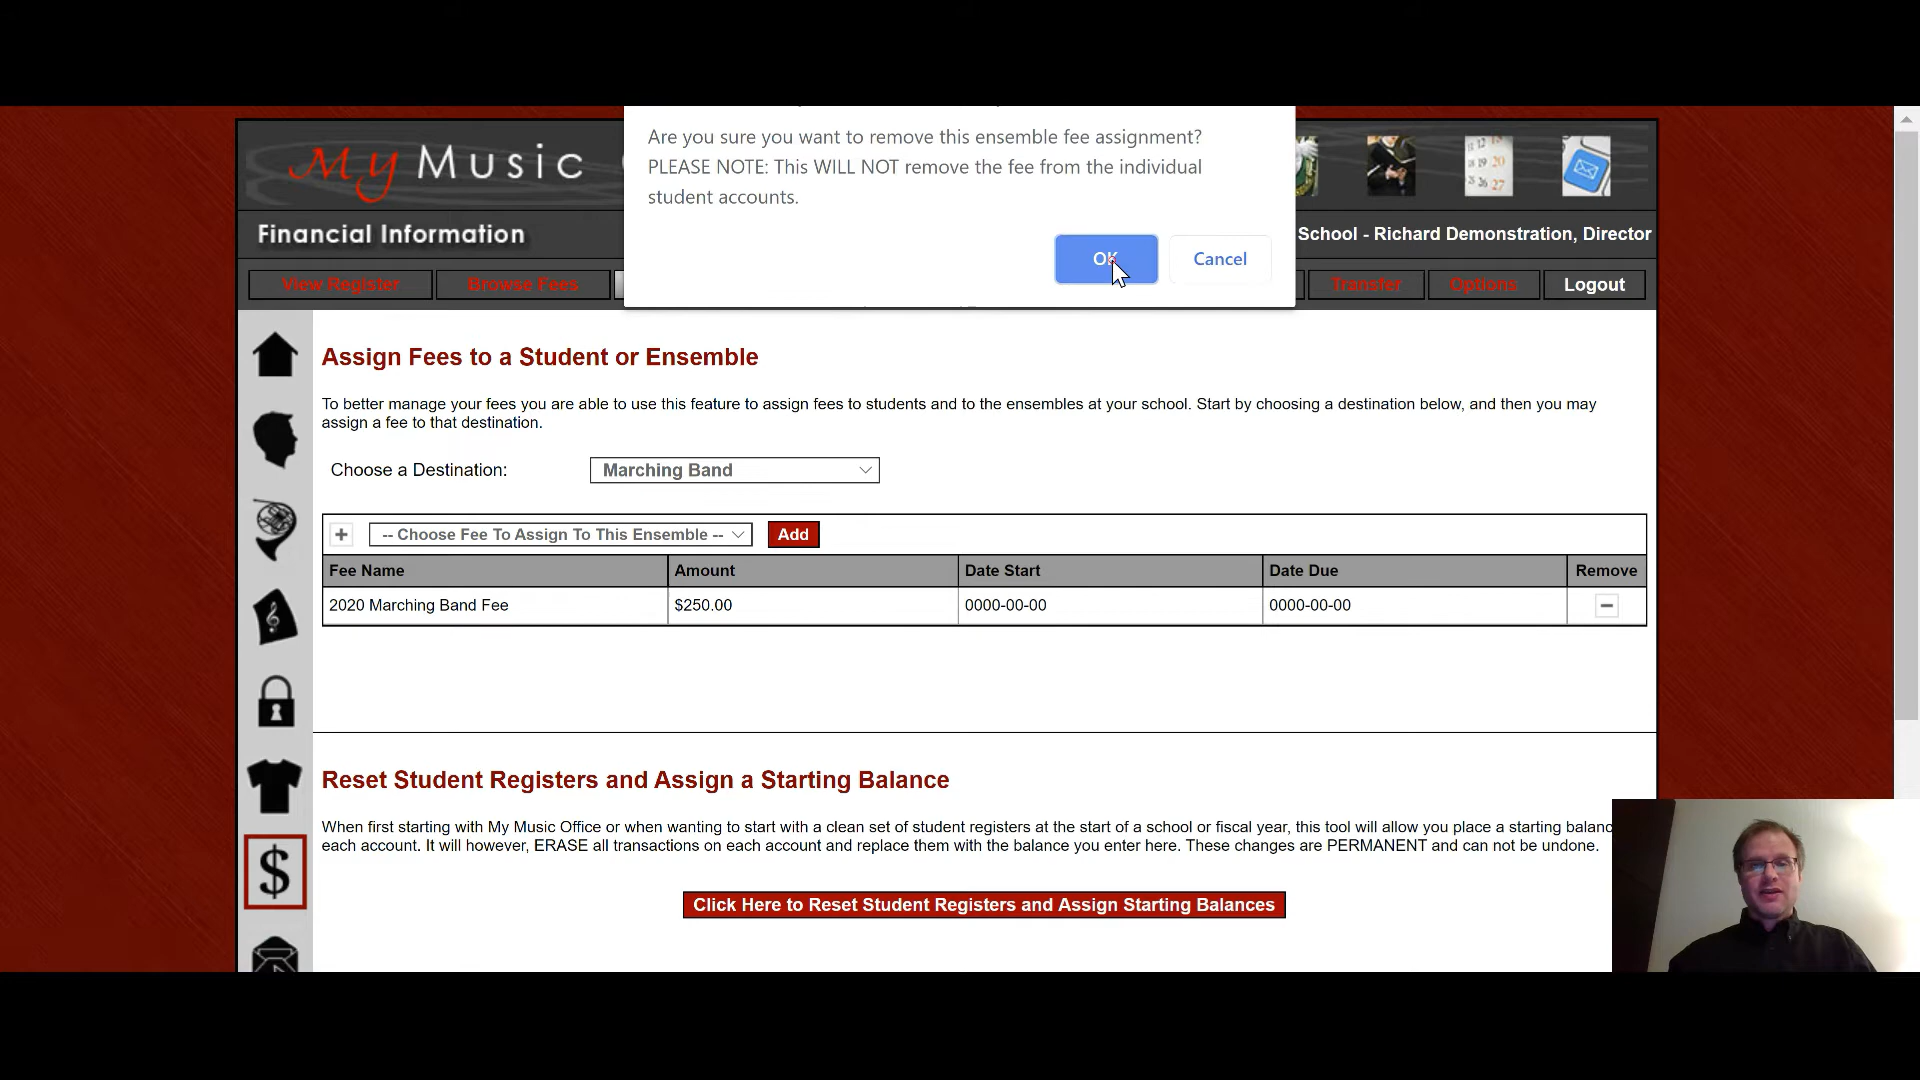 Are you sure you want to remove this ensemble fee assignment?
PLEASE NOTE: This WILL NOT remove the fee from the individual
student accounts.
OK
Cancel
My Music
Financial Information
School - Richard Demonstration, Director
View Register
Browse Fees
Transfer
Options
Logout
Assign Fees to a Student or Ensemble
To better manage your fees you are able to use this feature to assign fees to students and to the ensembles at your school. Start by choosing a destination below, and then you may
assign a fee to that destination.
Choose a Destination:
Marching Band
-- Choose Fee To Assign To This Ensemble --
Add
Fee Name
Amount
Date Start
Date Due
Remove
2020 Marching Band Fee
$250.00
0000-00-00
0000-00-00
Reset Student Registers and Assign a Starting Balance
When first starting with My Music Office or when wanting to start with a clean set of student registers at the start of a school or fiscal year, this tool will allow you place a starting
each account. It will however, ERASE all transactions on each account and replace them with the balance you enter here. These changes are PERMANENT and can not be undone.
Click Here to Reset Student Registers and Assign Starting Balances